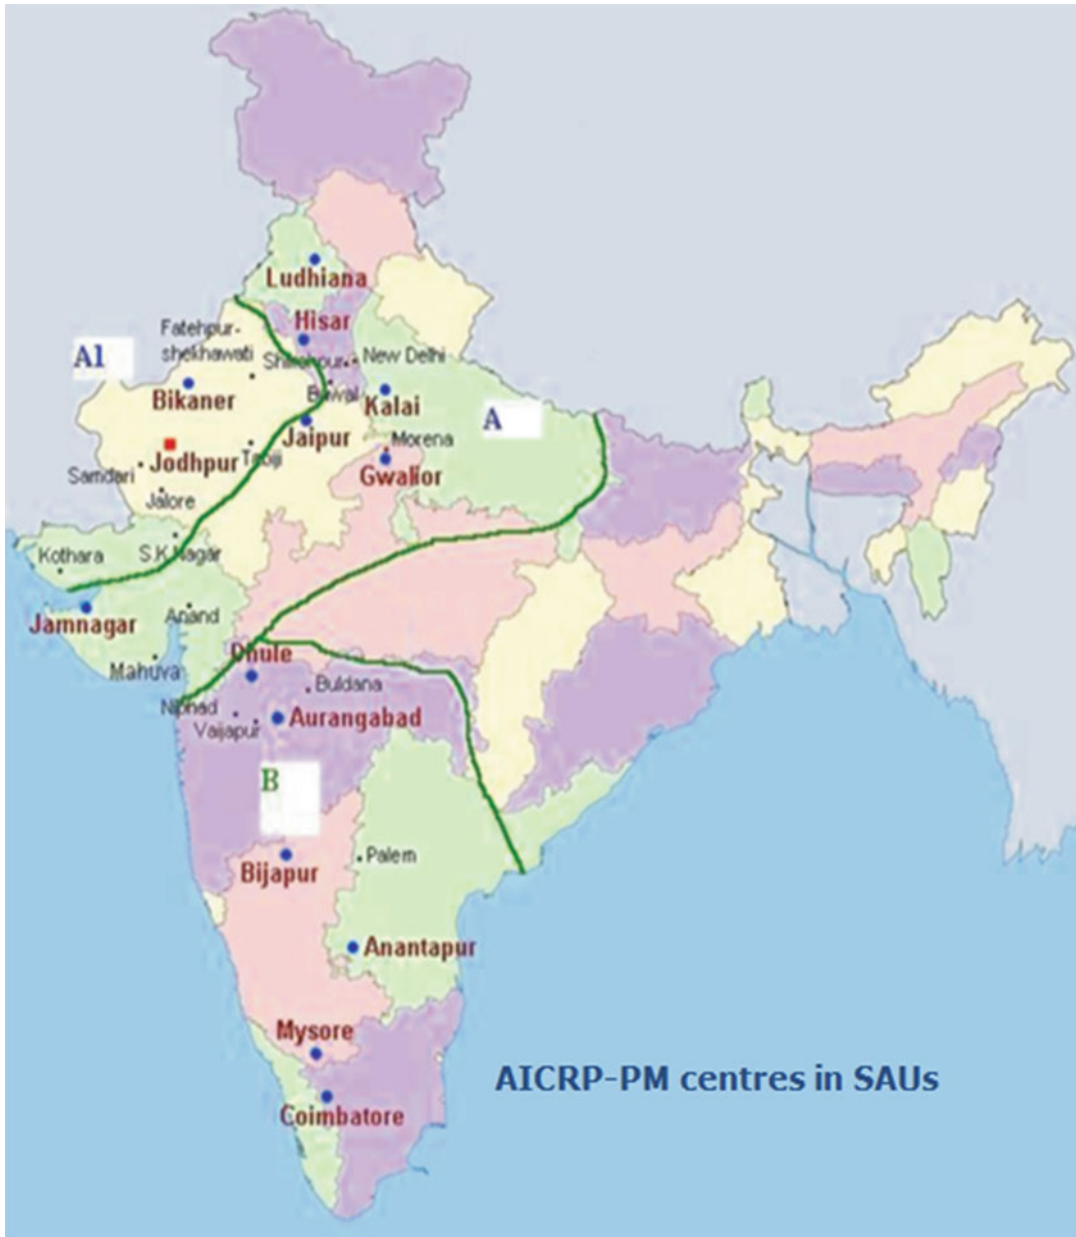 Ludhiana
Hisar
Fatehpur-
shekhawati
A1
New Delhi
Bikaner
Bawal
Kalai
A
Jaipur
Morena
Jodhpur
Gwalior
Samdari
Jalore
Kothara
S.K.Nagar
Jamnagar
Anand
Dhule
Mahuva
Buldana
Niphad
Aurangabad
Vaijapur
B
Palem
Bijapur
Anantapur
Mysore
AICRP-PM centres in SAUs
Coimbatore